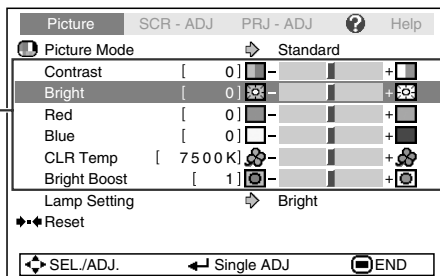 Picture SCR - ADJ PRJ - ADJ ? Help
Picture Mode Standard
Contrast [ 0] - +
Bright [ 0] - +
Red [ 0] - +
Blue [ 0] - +
CLR Temp [ 7500K] - +
Bright Boost [ 1] - +
Lamp Setting Bright
Reset
SEL./ADJ. Single ADJ END